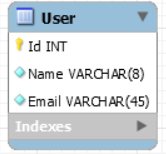 User
Id INT
Name VARCHAR(8)
Email VARCHAR(45)
Indexes